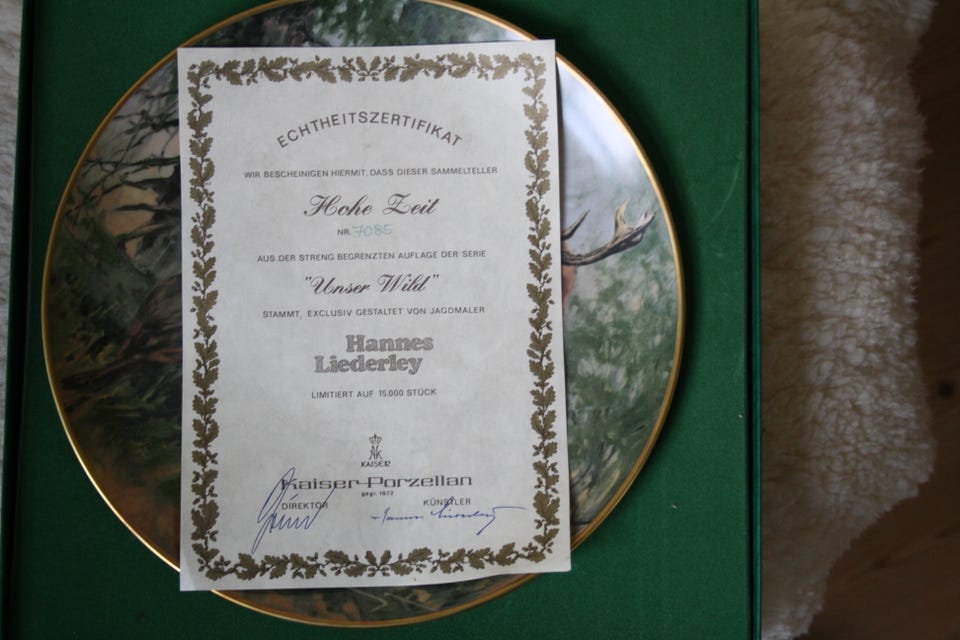 ECHTHEITSZERTIFIKAT
WIR BESCHEINIGEN HIERMIT, DASS DIESER SAMMELTELLER
Hohe Zeit
NR. 7085
AUS DER STRENG BEGRENZTEN AUFLAGE DER SERIE
"Unser Wild"
STAMMT, EXCLUSIV GESTALTET VON JAGDMALER
Hannes
Liederley
LIMITIERT AUF 15.000 STÜCK
AK
KAISER
Kaiser-Porzellan
gegr. 1872
DIREKTOR KÜNSTLER